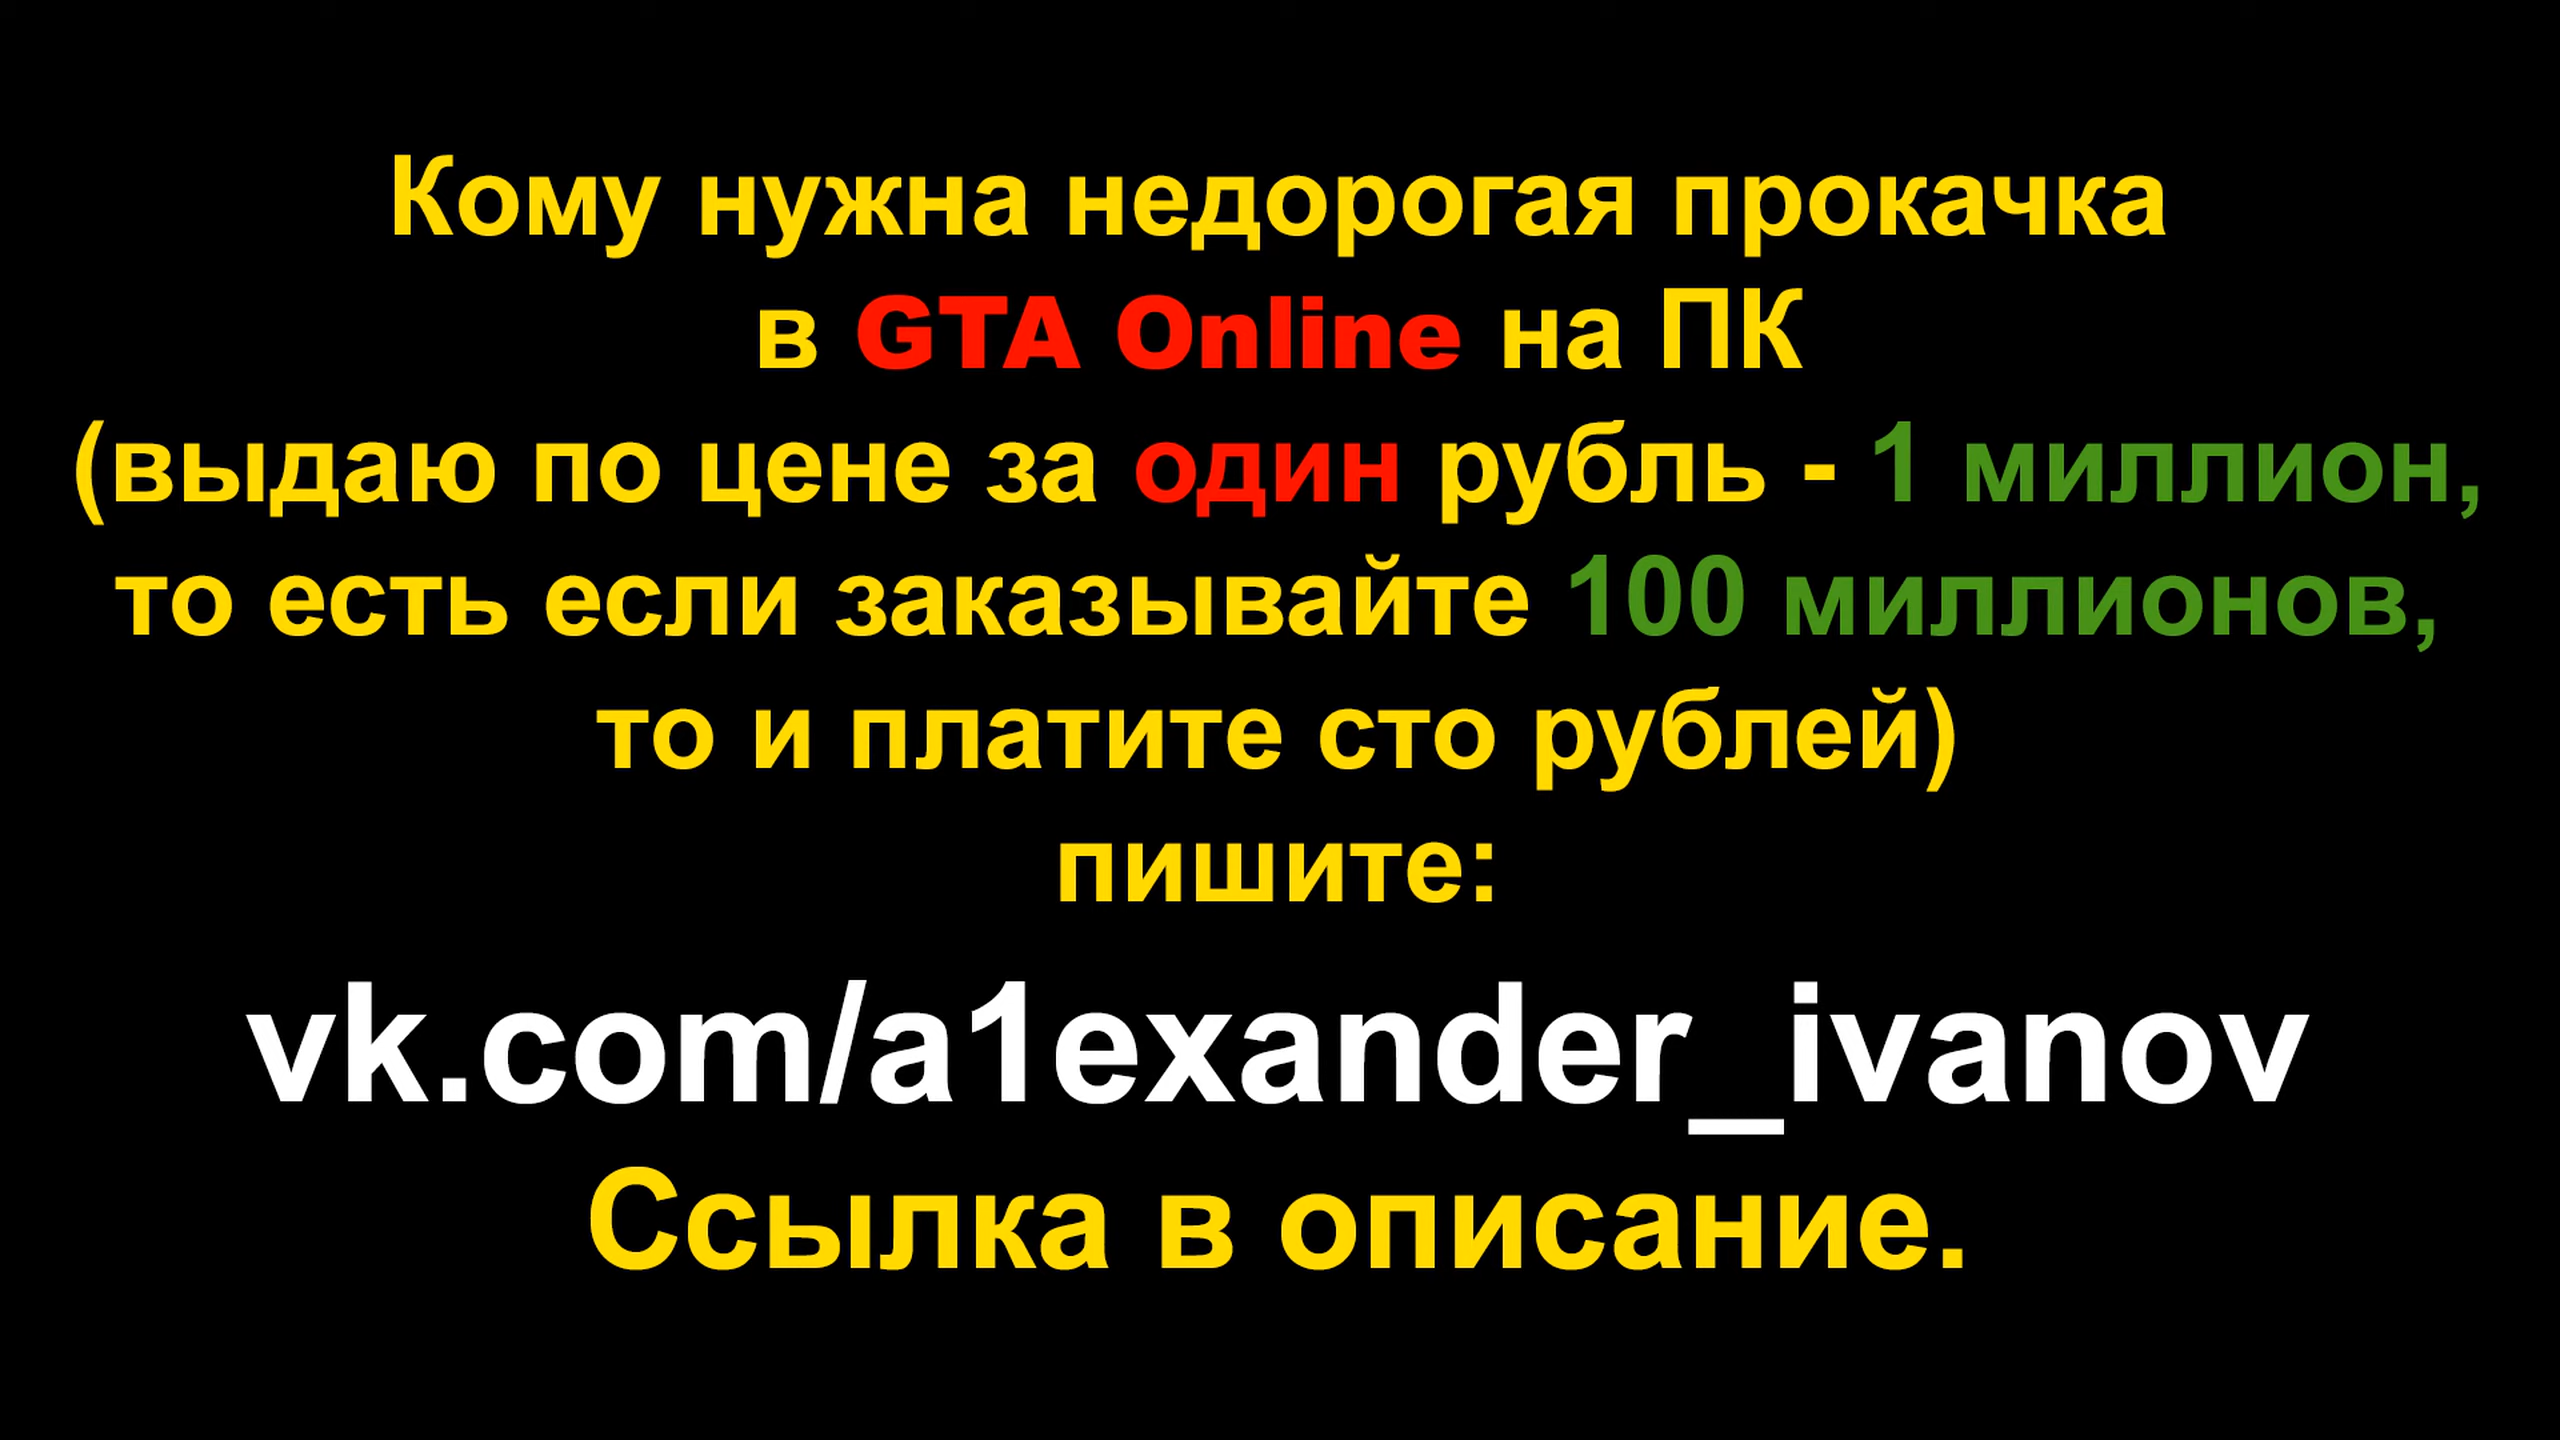 Кому нужна недорогая прокачка
в GTA Online на ПК
(выдаю по цене за один рубль - 1 миллион,
то есть если заказывайте 100 миллионов,
то и платите сто рублей)
пишите:
vk.com/a1exander_ivanov
Ссылка в описание.